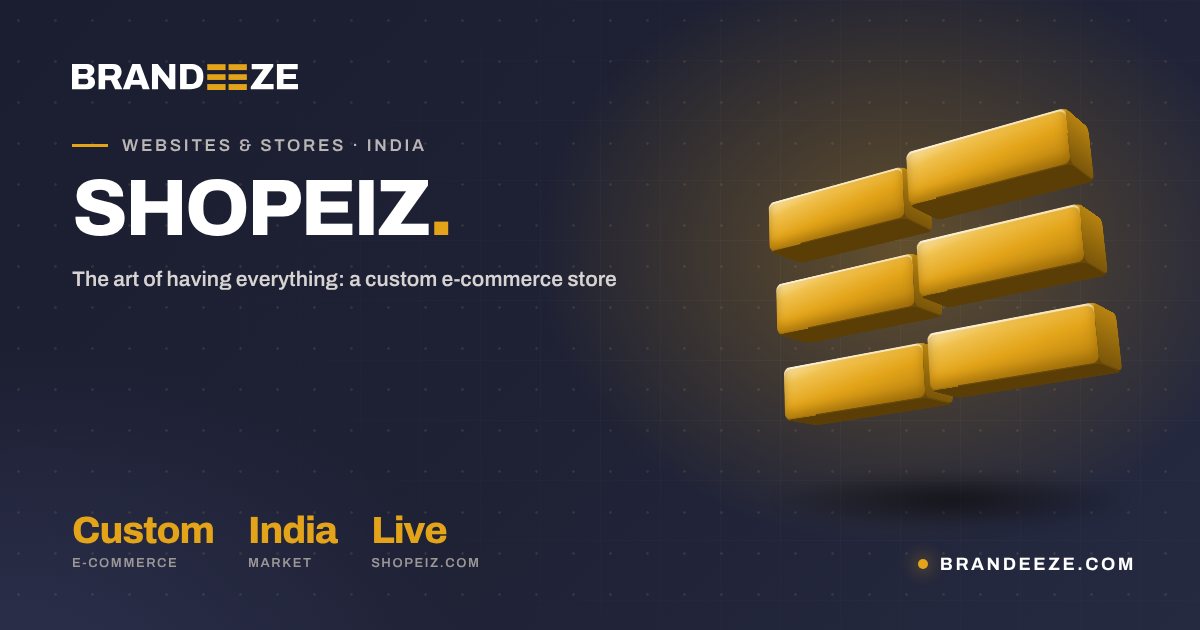 BRANDEEZE
WEBSITES & STORES · INDIA
SHOPEIZ.
The art of having everything: a custom e-commerce store
Custom India Live
E-COMMERCE MARKET SHOPEIZ.COM
BRANDEEZE.COM